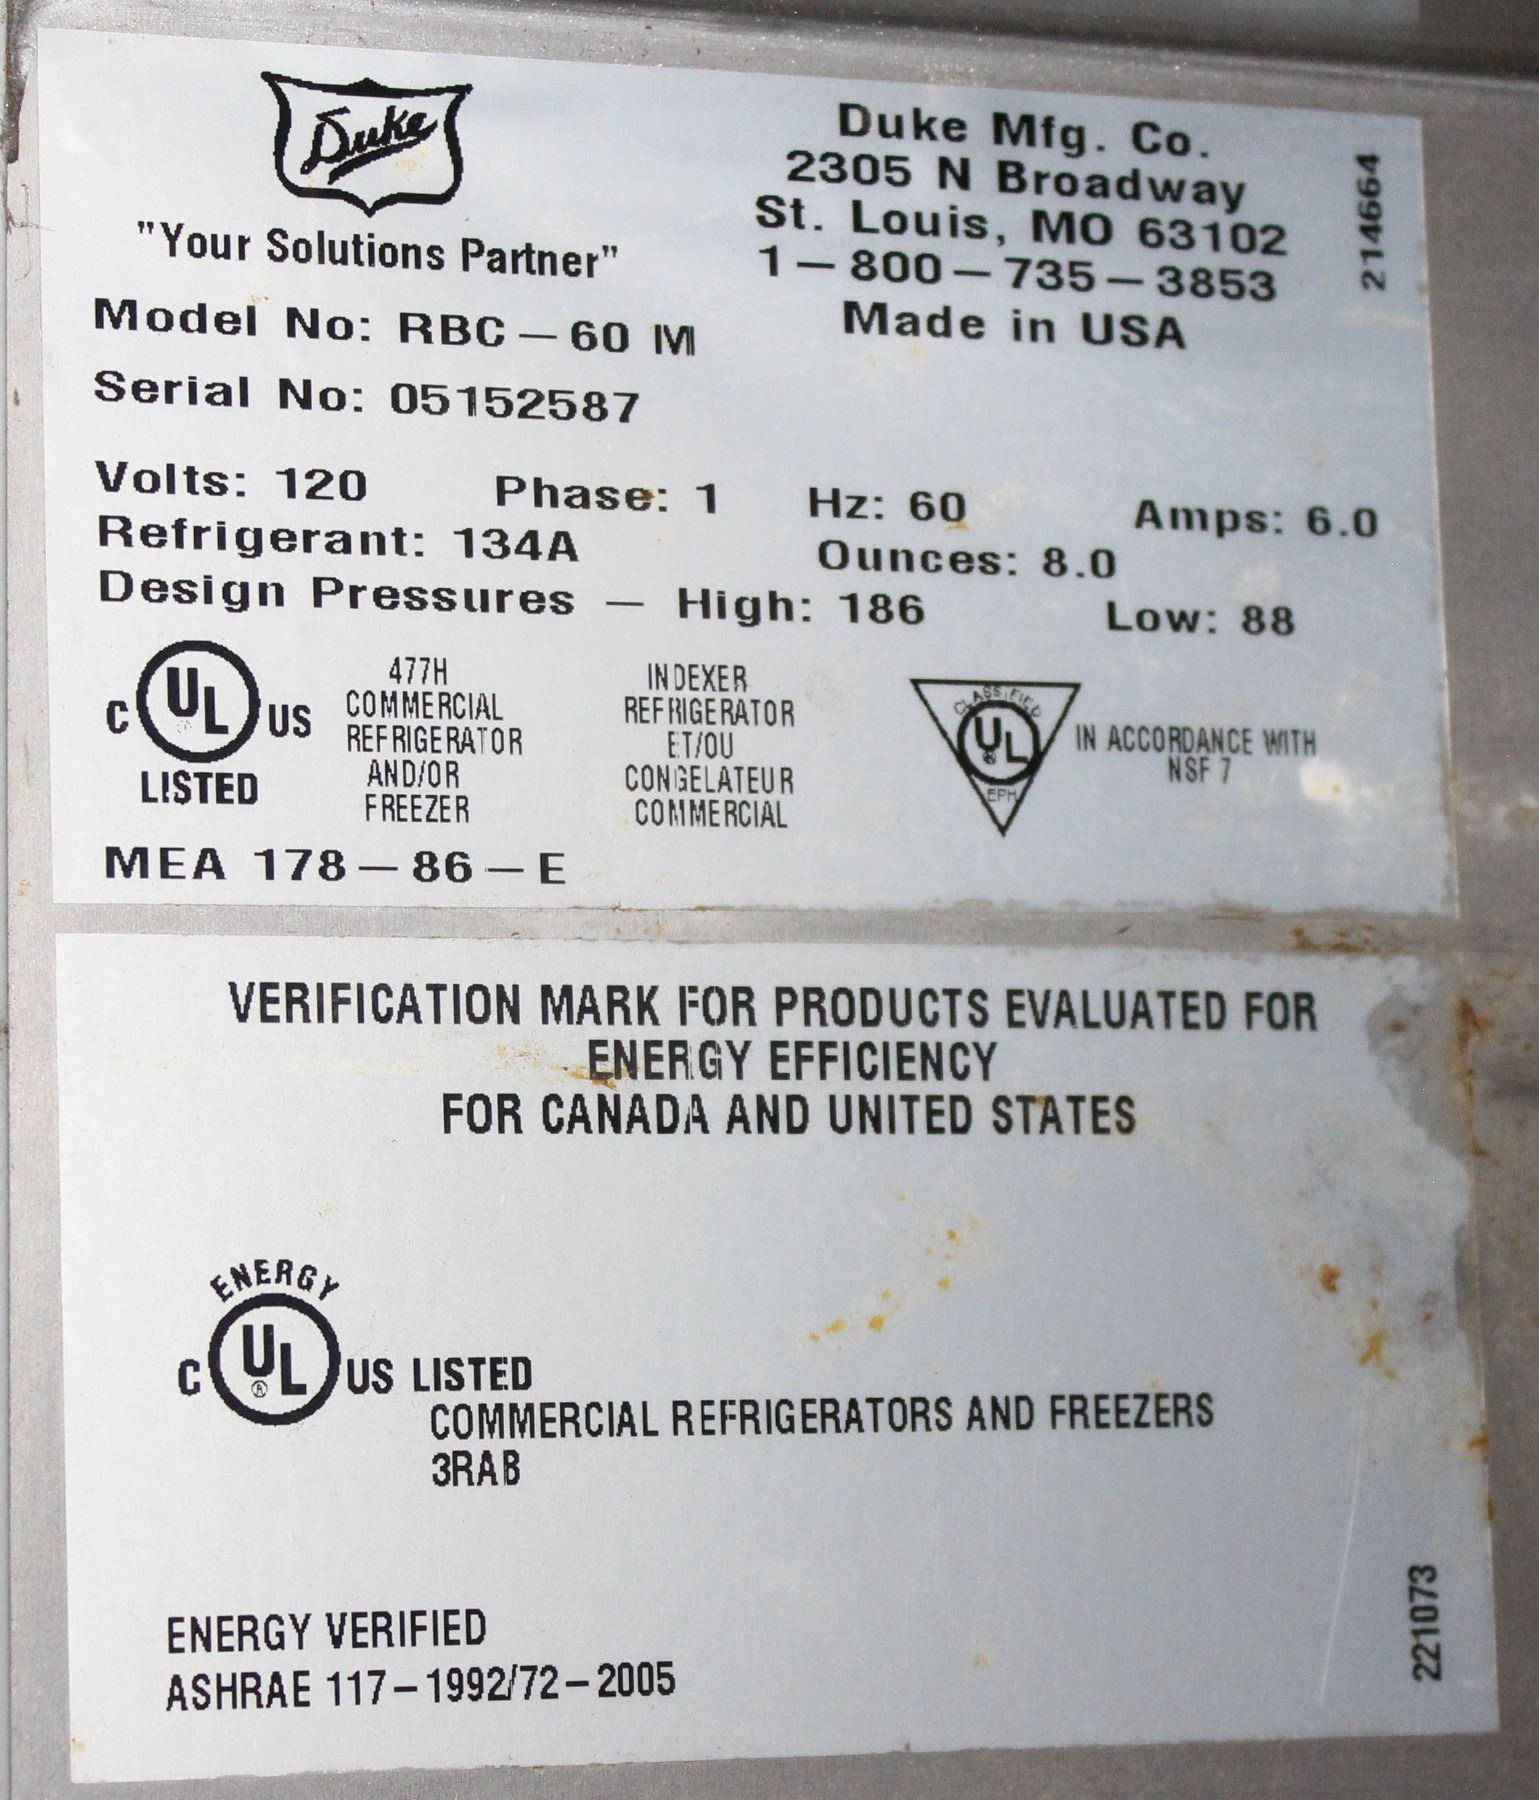 Duke
"Your Solutions Partner"
Duke Mfg. Co.
2305 N Broadway
St. Louis, MO 63102
1-800-735-3853
Made in USA
214664
Model No: RBC-60 M
Serial No: 05152587
Volts: 120 Phase: 1 Hz: 60 Amps: 6.0
Refrigerant: 134A Ounces: 8.0
Design Pressures - High: 186 Low: 88
C UL US
LISTED
477H
COMMERCIAL
REFRIGERATOR
AND/OR
FREEZER
INDEXER
REFRIGERATOR
ET/OU
CONGELATEUR
COMMERCIAL
CLASSIFIED
UL
EPH
IN ACCORDANCE WITH
NSF 7
MEA 178-86-E
VERIFICATION MARK FOR PRODUCTS EVALUATED FOR
ENERGY EFFICIENCY
FOR CANADA AND UNITED STATES
ENERGY
C UL ® US LISTED
COMMERCIAL REFRIGERATORS AND FREEZERS
3RAB
ENERGY VERIFIED
ASHRAE 117-1992/72-2005
221073